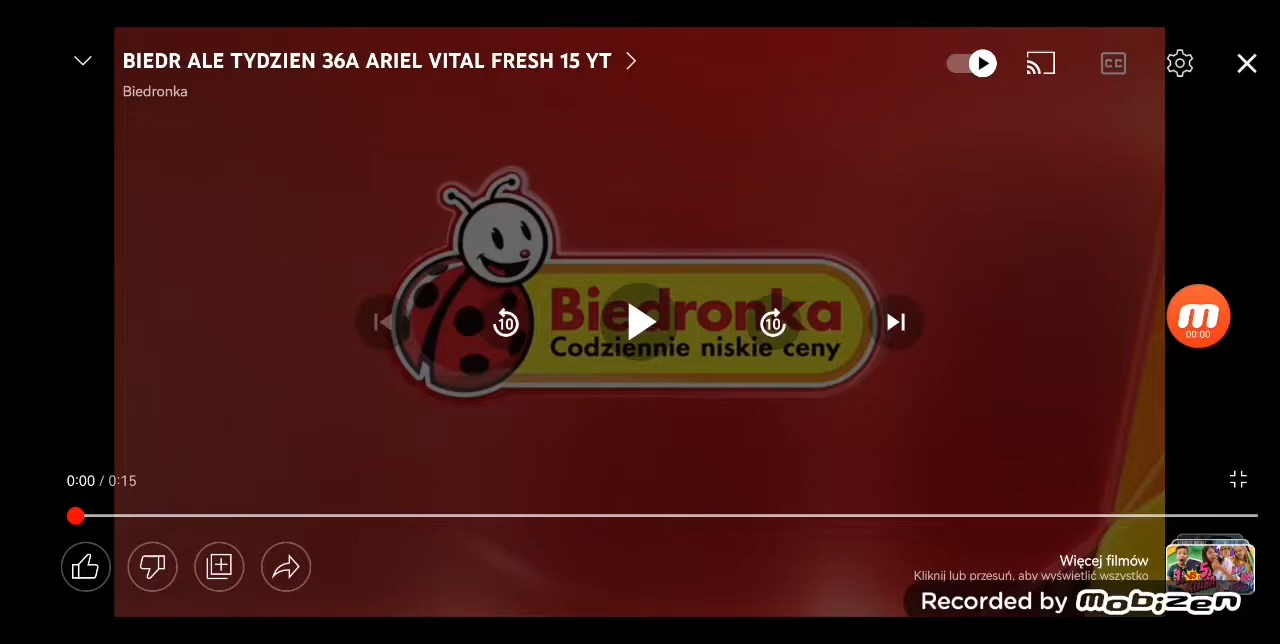 BIEDR ALE TYDZIEN 36A ARIEL VITAL FRESH 15 YT
Biedronka
CC
Biedronka
Codziennie niskie ceny
10
10
m
00:00
0:00 / 0:15
Więcej filmów
Kliknij lub przesuń, aby wyświetlić wszystko
Recorded by mobizen